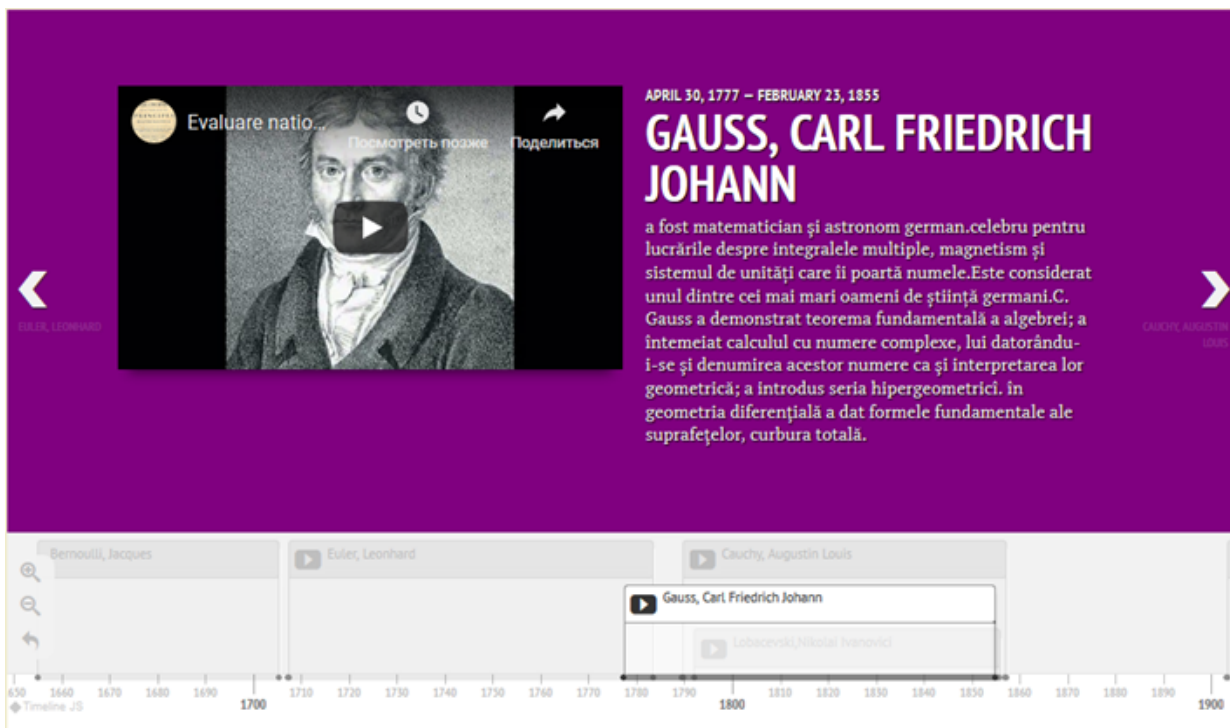 Evaluare natio...
Посмотреть позже
Поделиться
APRIL 30, 1777 — FEBRUARY 23, 1855
GAUSS, CARL FRIEDRICH
JOHANN
a fost matematician și astronom german.celebru pentru
lucrările despre integralele multiple, magnetism și
sistemul de unități care îi poartă numele.Este considerat
unul dintre cei mai mari oameni de știință germani.C.
Gauss a demonstrat teorema fundamentală a algebrei; a
întemeiat calculul cu numere complexe, lui datorându-
i-se și denumirea acestor numere ca și interpretarea lor
geometrică; a introdus seria hipergeometricî. în
geometria diferențială a dat formele fundamentale ale
suprafețelor, curbura totală.
EULER, LEONHARD
CAUCHY, AUGUSTIN
LOUIS
Bernoulli, Jacques
Euler, Leonhard
Cauchy, Augustin Louis
Gauss, Carl Friedrich Johann
Lobacevski,Nikolai Ivanovici
650 1660 1670 1680 1690 1700 1710 1720 1730 1740 1750 1760 1770 1780 1790 1800 1810 1820 1830 1840 1850 1860 1870 1880 1890 1900
Timeline JS